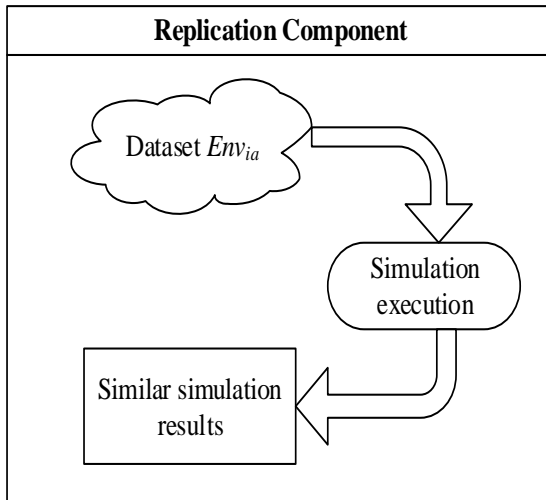 Replication Component
Dataset Env_ia
Simulation
execution
Similar simulation
results